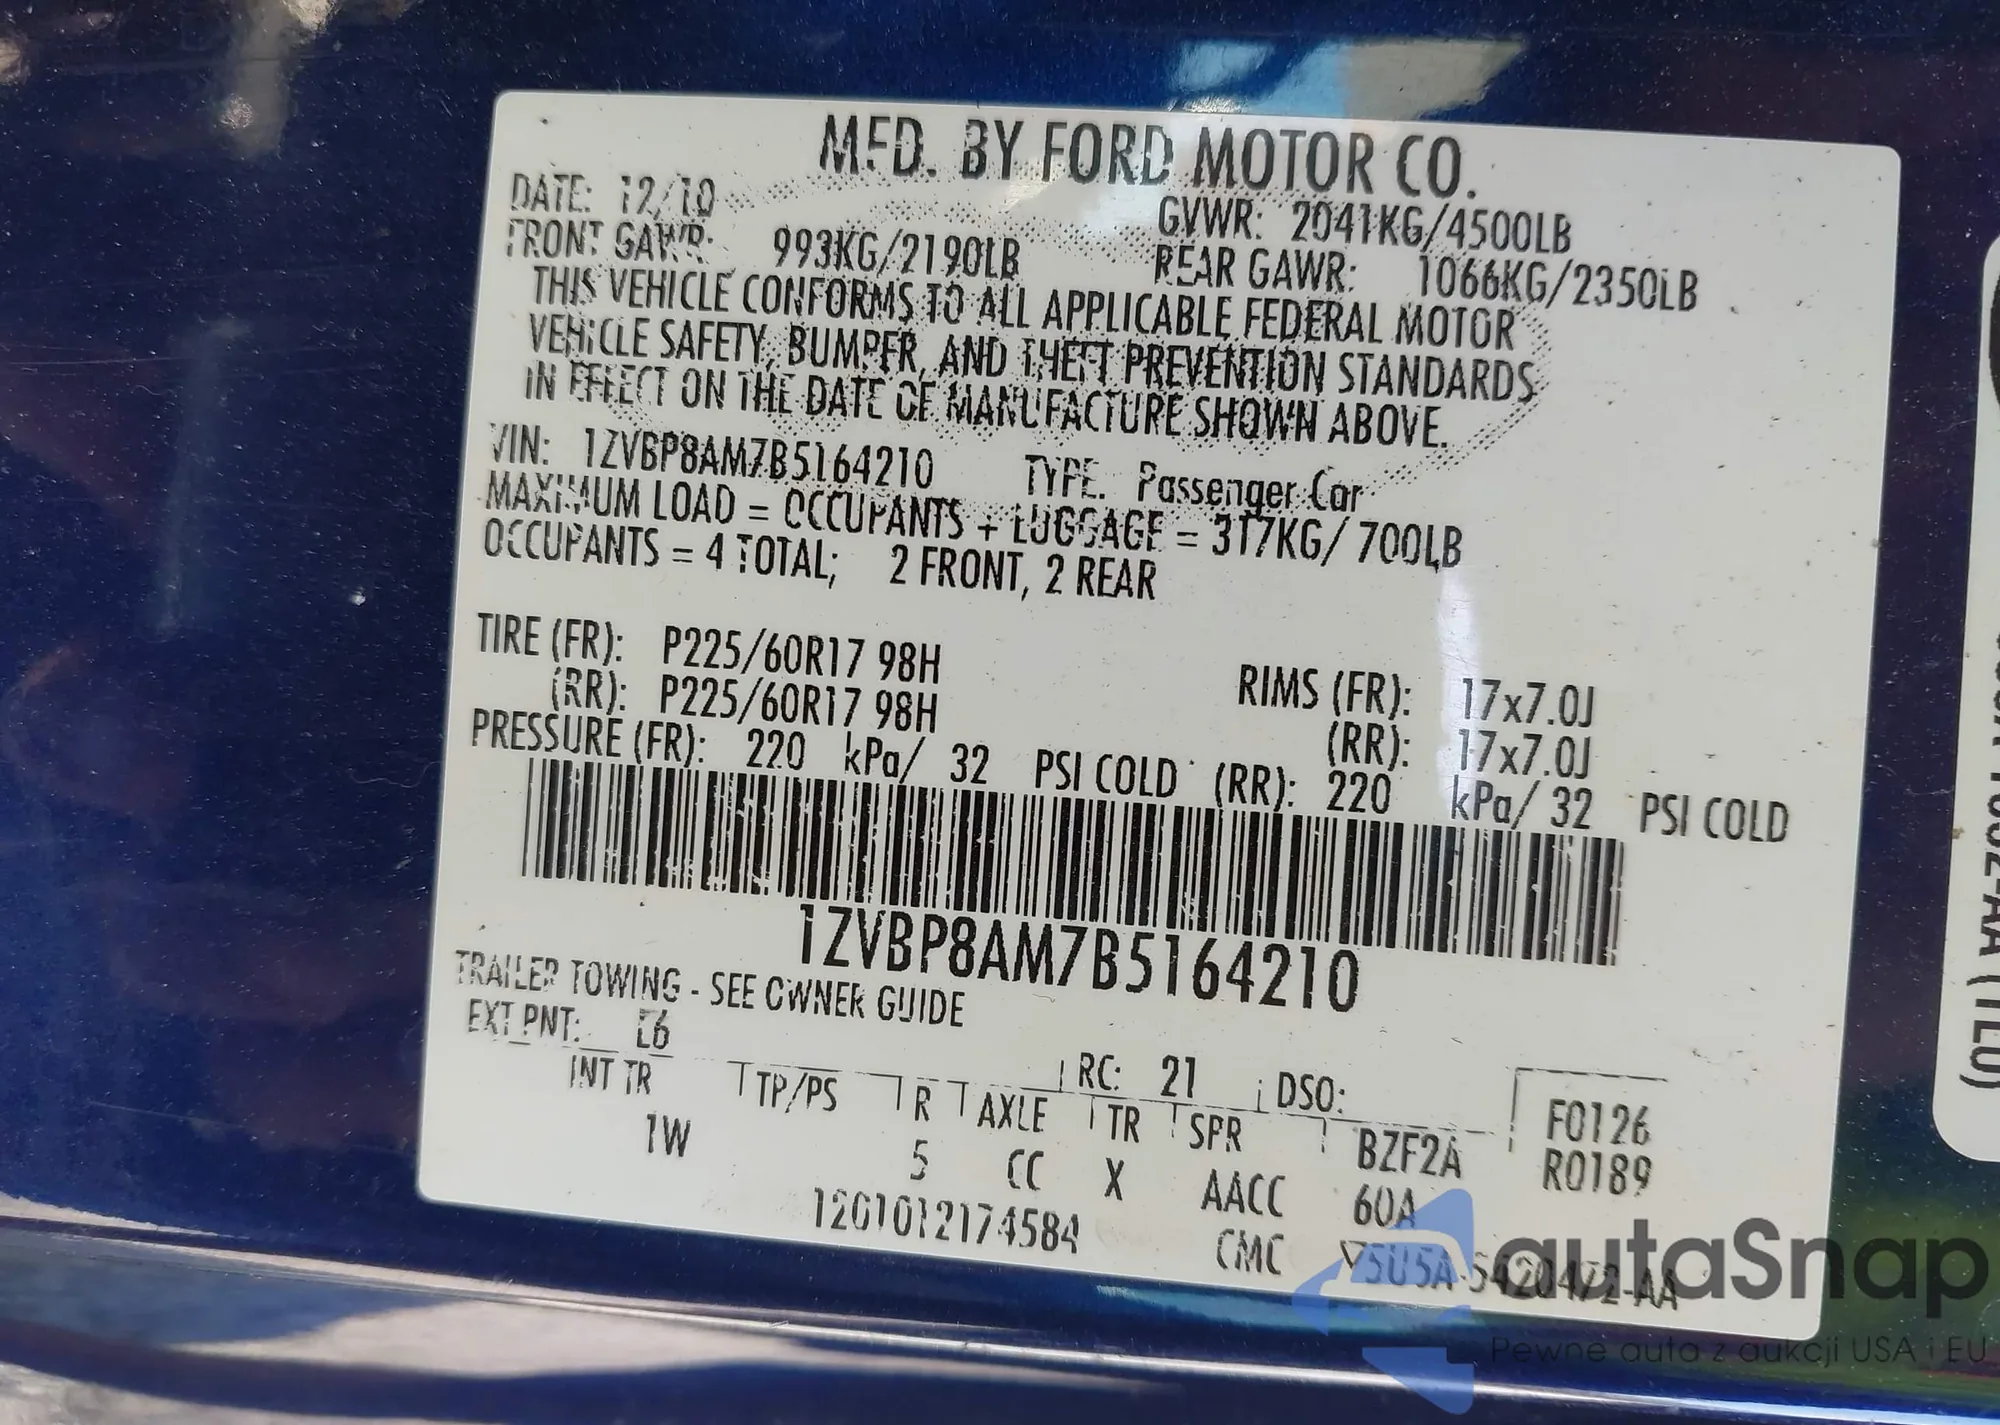 MFD. BY FORD MOTOR CO.
DATE: 12/10
GVWR: 2041KG/4500LB
FRONT GAWR: 993KG/2190LB
REAR GAWR: 1066KG/2350LB
THIS VEHICLE CONFORMS TO ALL APPLICABLE FEDERAL MOTOR
VEHICLE SAFETY, BUMPER, AND THEFT PREVENTION STANDARDS
IN EFFECT ON THE DATE OF MANUFACTURE SHOWN ABOVE.
VIN: 1ZVBP8AM7B5164210 TYPE: Passenger Car
MAXIMUM LOAD = OCCUPANTS + LUGGAGE = 317KG/ 700LB
OCCUPANTS = 4 TOTAL; 2 FRONT, 2 REAR
TIRE (FR): P225/60R17 98H RIMS (FR): 17x7.0J
(RR): P225/60R17 98H (RR): 17x7.0J
PRESSURE (FR): 220 kPa/ 32 PSI COLD (RR): 220 kPa/ 32 PSI COLD
1ZVBP8AM7B5164210
TRAILER TOWING - SEE OWNER GUIDE
EXT PNT: L6 RC: 21 DSO:
INT TR TP/PS R AXLE TR SPR BZF2A F0126
1W 5 CC X AACC 60A R0189
1201012174584 CMC
autaSnap
Pewne auta z aukcji USA i EU